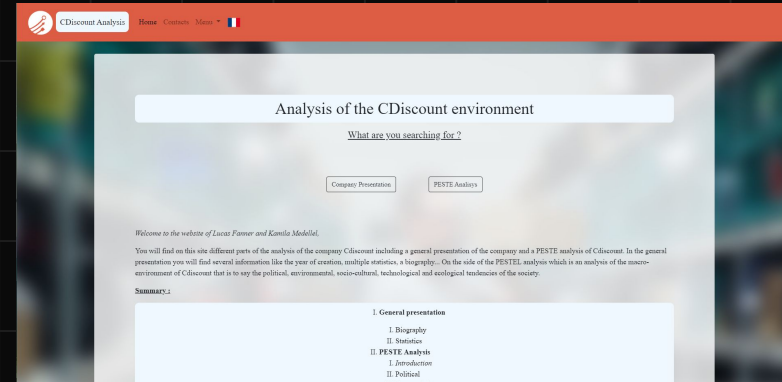 CDiscount Analysis Home Contacts Menu
Analysis of the CDiscount environment
What are you searching for ?
Company Presentation PESTE Analisys
Welcome to the website of Lucas Fanner and Kamila Medellel.
You will find on this site different parts of the analysis of the company Cdiscount including a general presentation of the company and a PESTE analysis of Cdiscount. In the general
presentation you will find several information like the year of creation, multiple statistics, a biography... On the side of the PESTEL analysis which is an analysis of the macro-
environment of Cdiscount that is to say the political, environmental, socio-cultural, technological and ecological tendencies of the society.
Summary :
I. General presentation
I. Biography
II. Statistics
II. PESTE Analysis
I. Introduction
II. Political